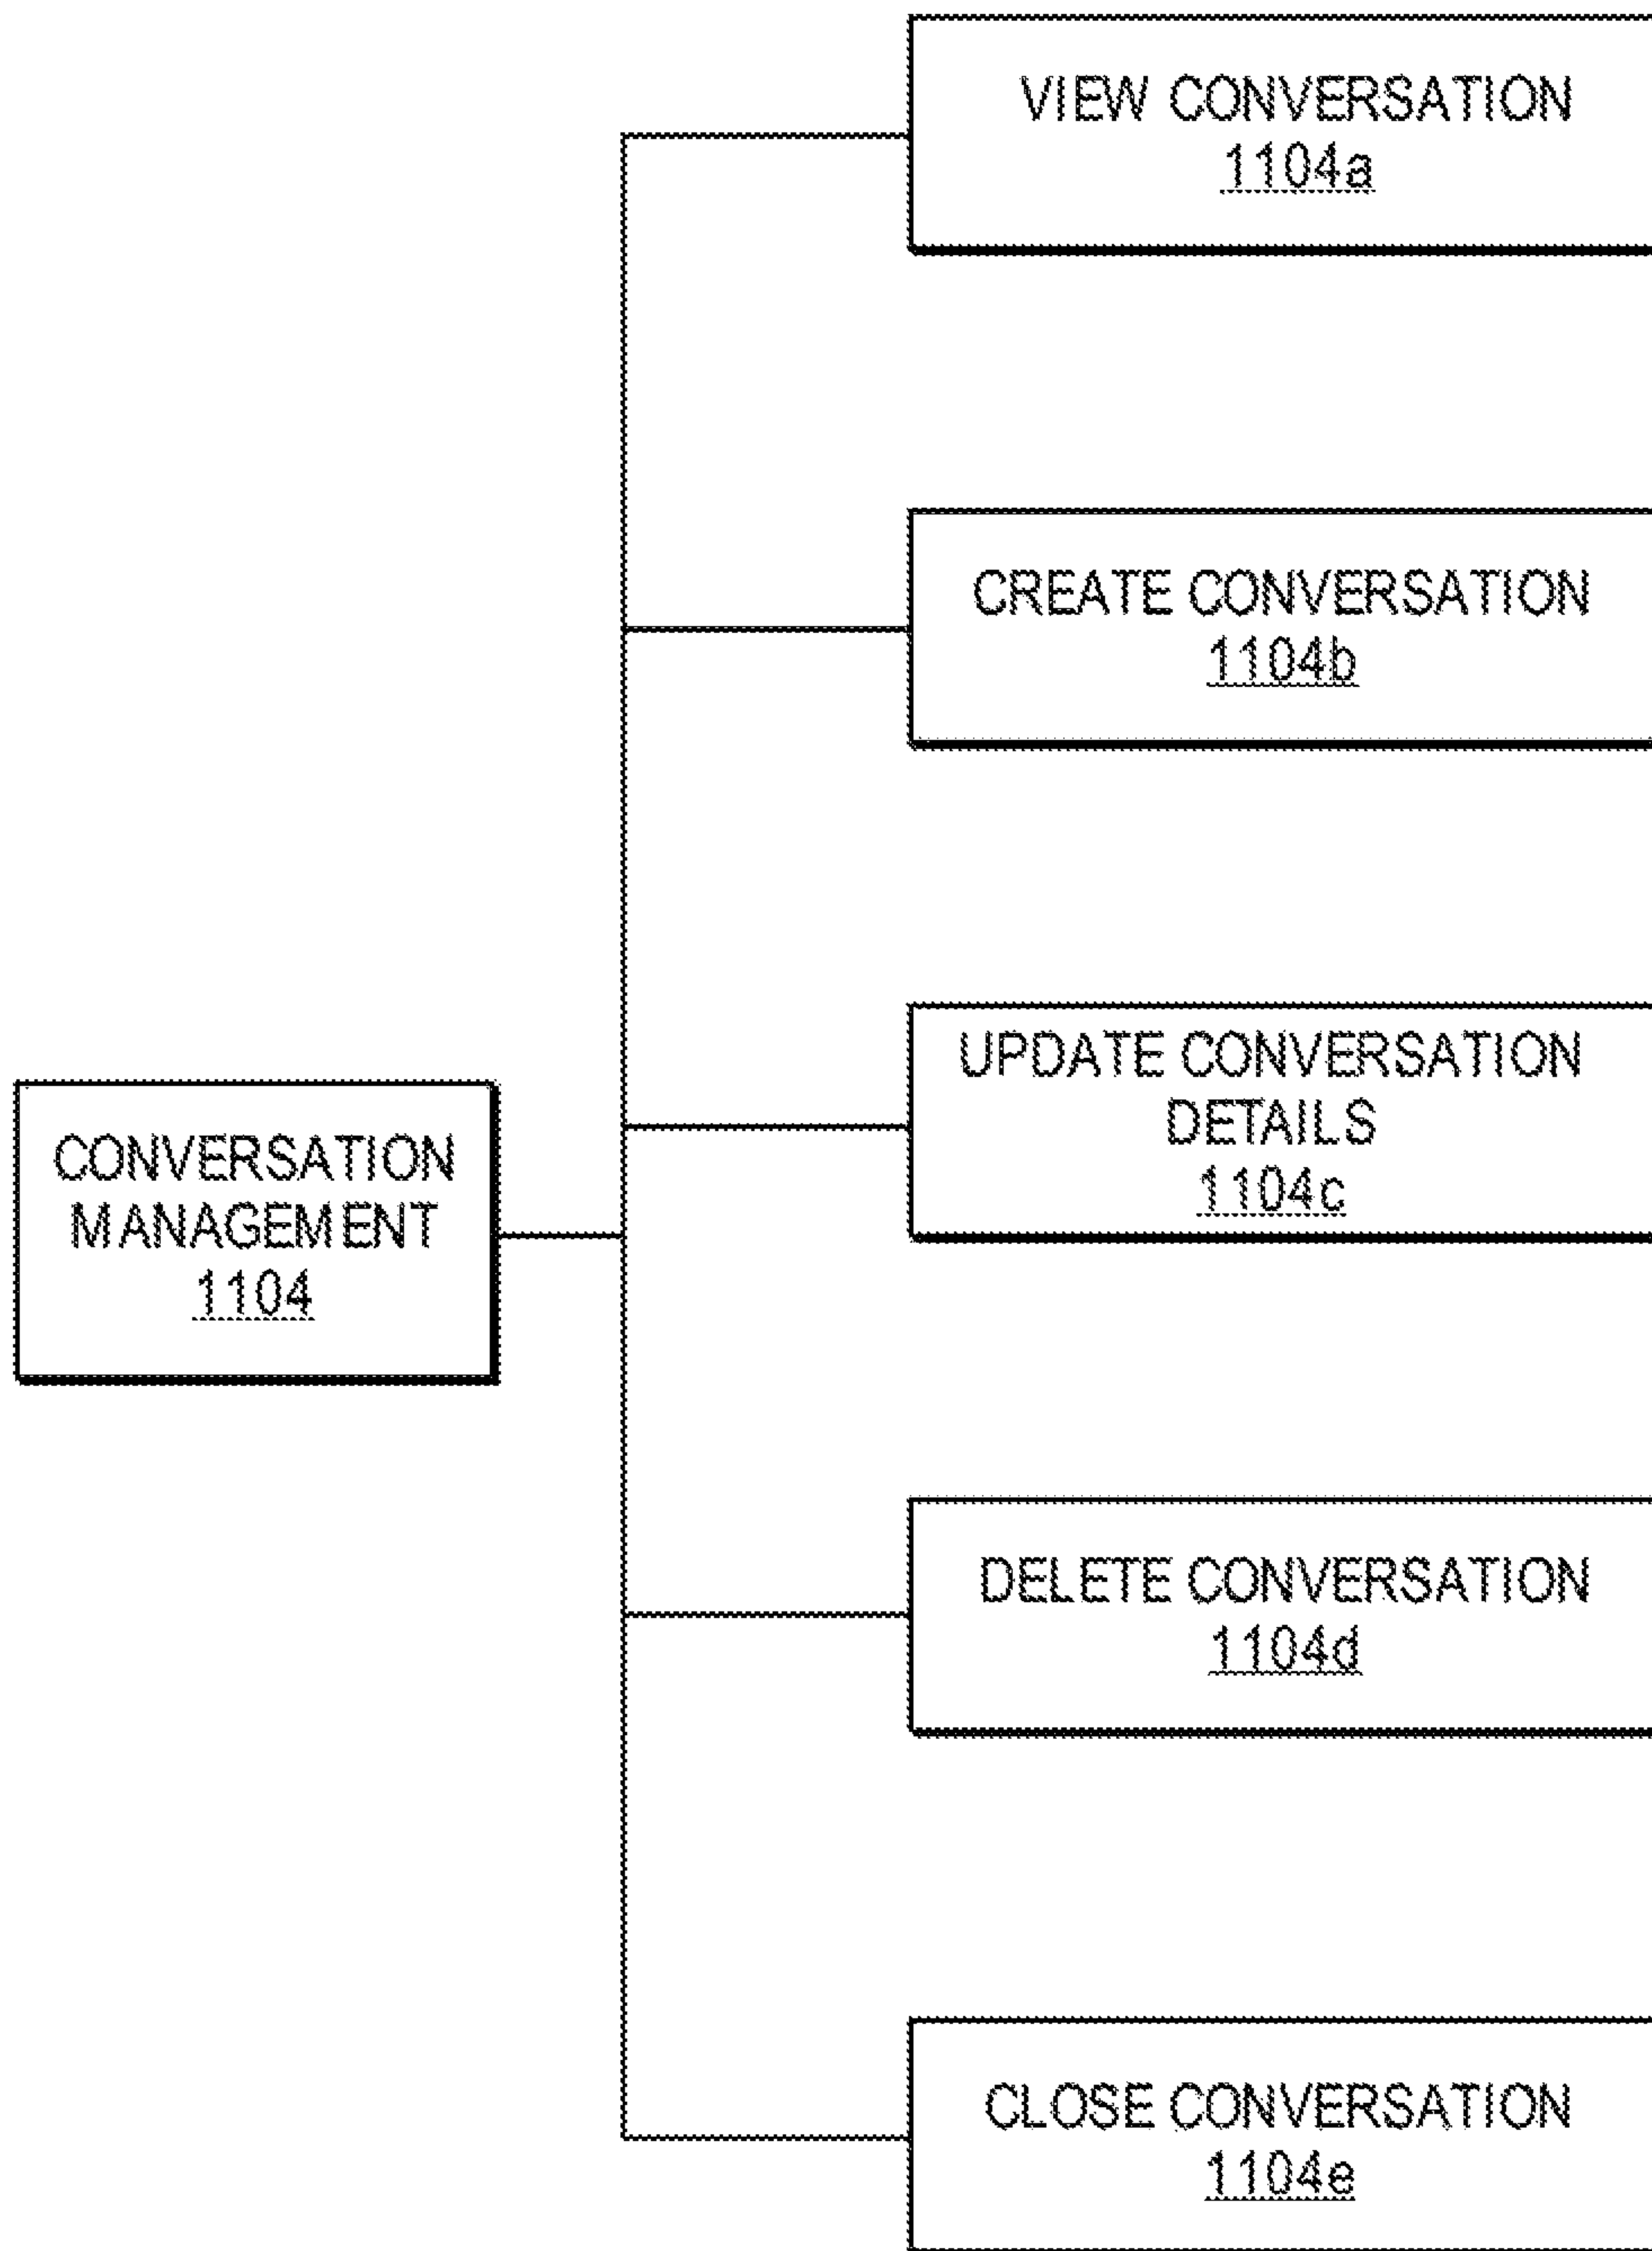 VIEW CONVERSATION
1104a
CREATE CONVERSATION
1104b
UPDATE CONVERSATION
DETAILS
1104c
CONVERSATION
MANAGEMENT
1104
DELETE CONVERSATION
1104d
CLOSE CONVERSATION
1104e